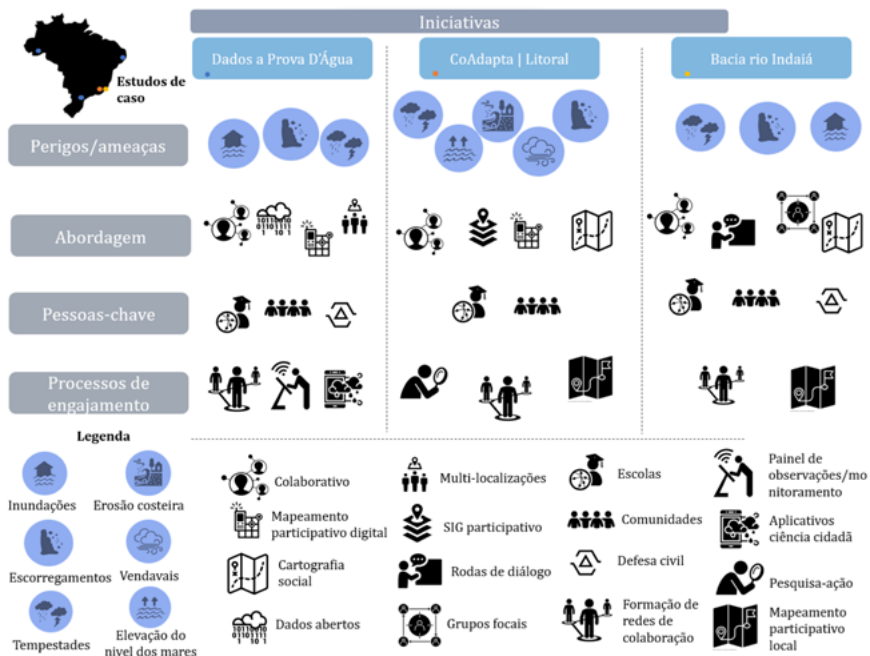 Iniciativas
Estudos de
caso
Dados a Prova D'Água
CoAdapta | Litoral
Bacia rio Indaiá
Perigos/ameaças
Abordagem
Pessoas-chave
Processos de
engajamento
Legenda
Inundações
Erosão costeira
Escorregamentos
Vendavais
Tempestades
Elevação do
nivel dos mares
Colaborativo
Mapeamento
participativo digital
Cartografia
social
Dados abertos
Multi-localizações
SIG participativo
Rodas de diálogo
Grupos focais
Escolas
Comunidades
Defesa civil
Formação de
redes de
colaboração
Painel de
observações/mo
nitoramento
Aplicativos
ciência cidadã
Pesquisa-ação
Mapeamento
participativo
local